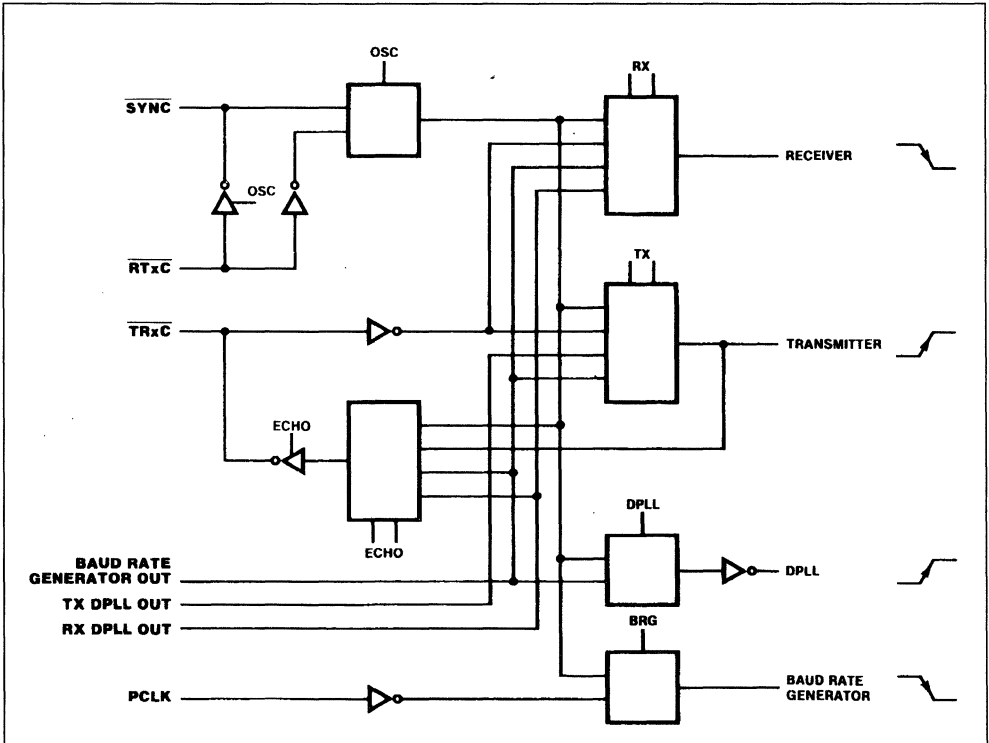 OSC
RX
SYNC
RECEIVER
OSC
RTxC
TX
TRxC
TRANSMITTER
ECHO
DPLL
ECHO
BAUD RATE
GENERATOR OUT
DPLL
TX DPLL OUT
RX DPLL OUT
BRG
PCLK
BAUD RATE
GENERATOR